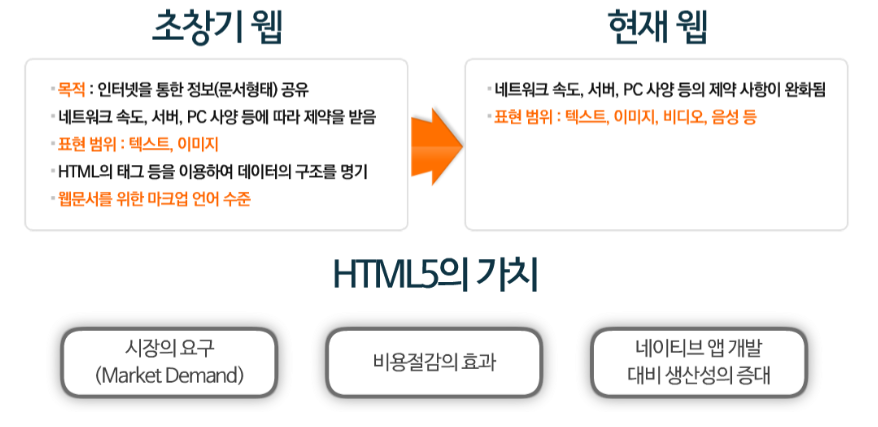 초창기 웹
현재 웹
목적 : 인터넷을 통한 정보(문서형태) 공유
네트워크 속도, 서버, PC 사양 등에 따라 제약을 받음
표현 범위 : 텍스트, 이미지
HTML의 태그 등을 이용하여 데이터의 구조를 명기
웹문서를 위한 마크업 언어 수준
네트워크 속도, 서버, PC 사양 등의 제약 사항이 완화됨
표현 범위 : 텍스트, 이미지, 비디오, 음성 등
HTML5의 가치
시장의 요구
(Market Demand)
비용절감의 효과
네이티브 앱 개발
대비 생산성의 증대